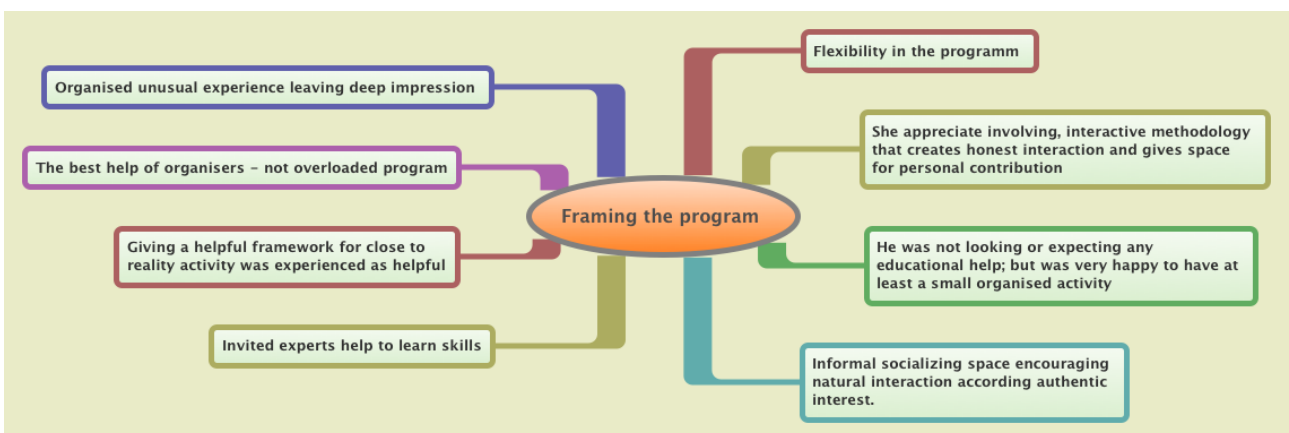 Framing the program
Flexibility in the programm
She appreciate involving, interactive methodology
that creates honest interaction and gives space
for personal contribution
He was not looking or expecting any
educational help; but was very happy to have at
least a small organised activity
Informal socializing space encouraging
natural interaction according authentic
interest.
Invited experts help to learn skills
Giving a helpful framework for close to
reality activity was experienced as helpful
The best help of organisers – not overloaded program
Organised unusual experience leaving deep impression